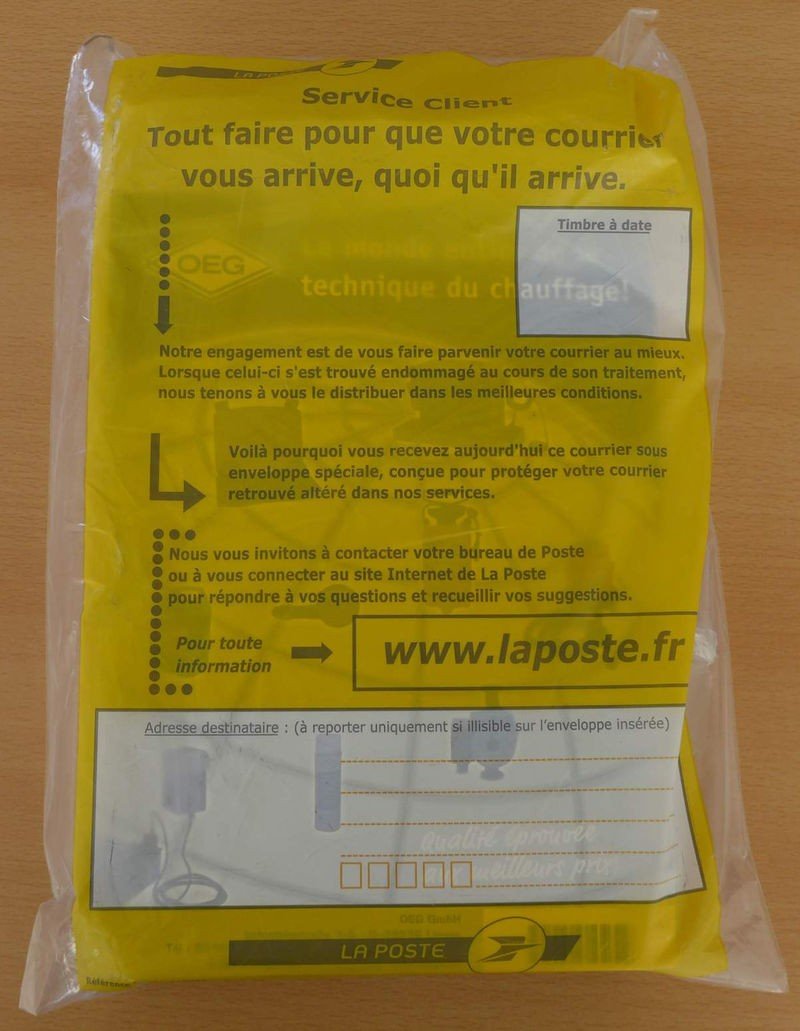 LA POSTE
Service Client
Tout faire pour que votre courrier
vous arrive, quoi qu'il arrive.
Timbre à date
OEG
monde
technique du chauffage!
Notre engagement est de vous faire parvenir votre courrier au mieux.
Lorsque celui-ci s'est trouvé endommagé au cours de son traitement,
nous tenons à vous le distribuer dans les meilleures conditions.
Voilà pourquoi vous recevez aujourd'hui ce courrier sous
enveloppe spéciale, conçue pour protéger votre courrier
retrouvé altéré dans nos services.
Nous vous invitons à contacter votre bureau de Poste
ou à vous connecter au site Internet de La Poste
pour répondre à vos questions et recueillir vos suggestions.
Pour toute
information
www.laposte.fr
Adresse destinataire : (à reporter uniquement si illisible sur l'enveloppe insérée)
Qualité éprouvée
meilleurs prix
OEG GmbH
LA POSTE
Référence